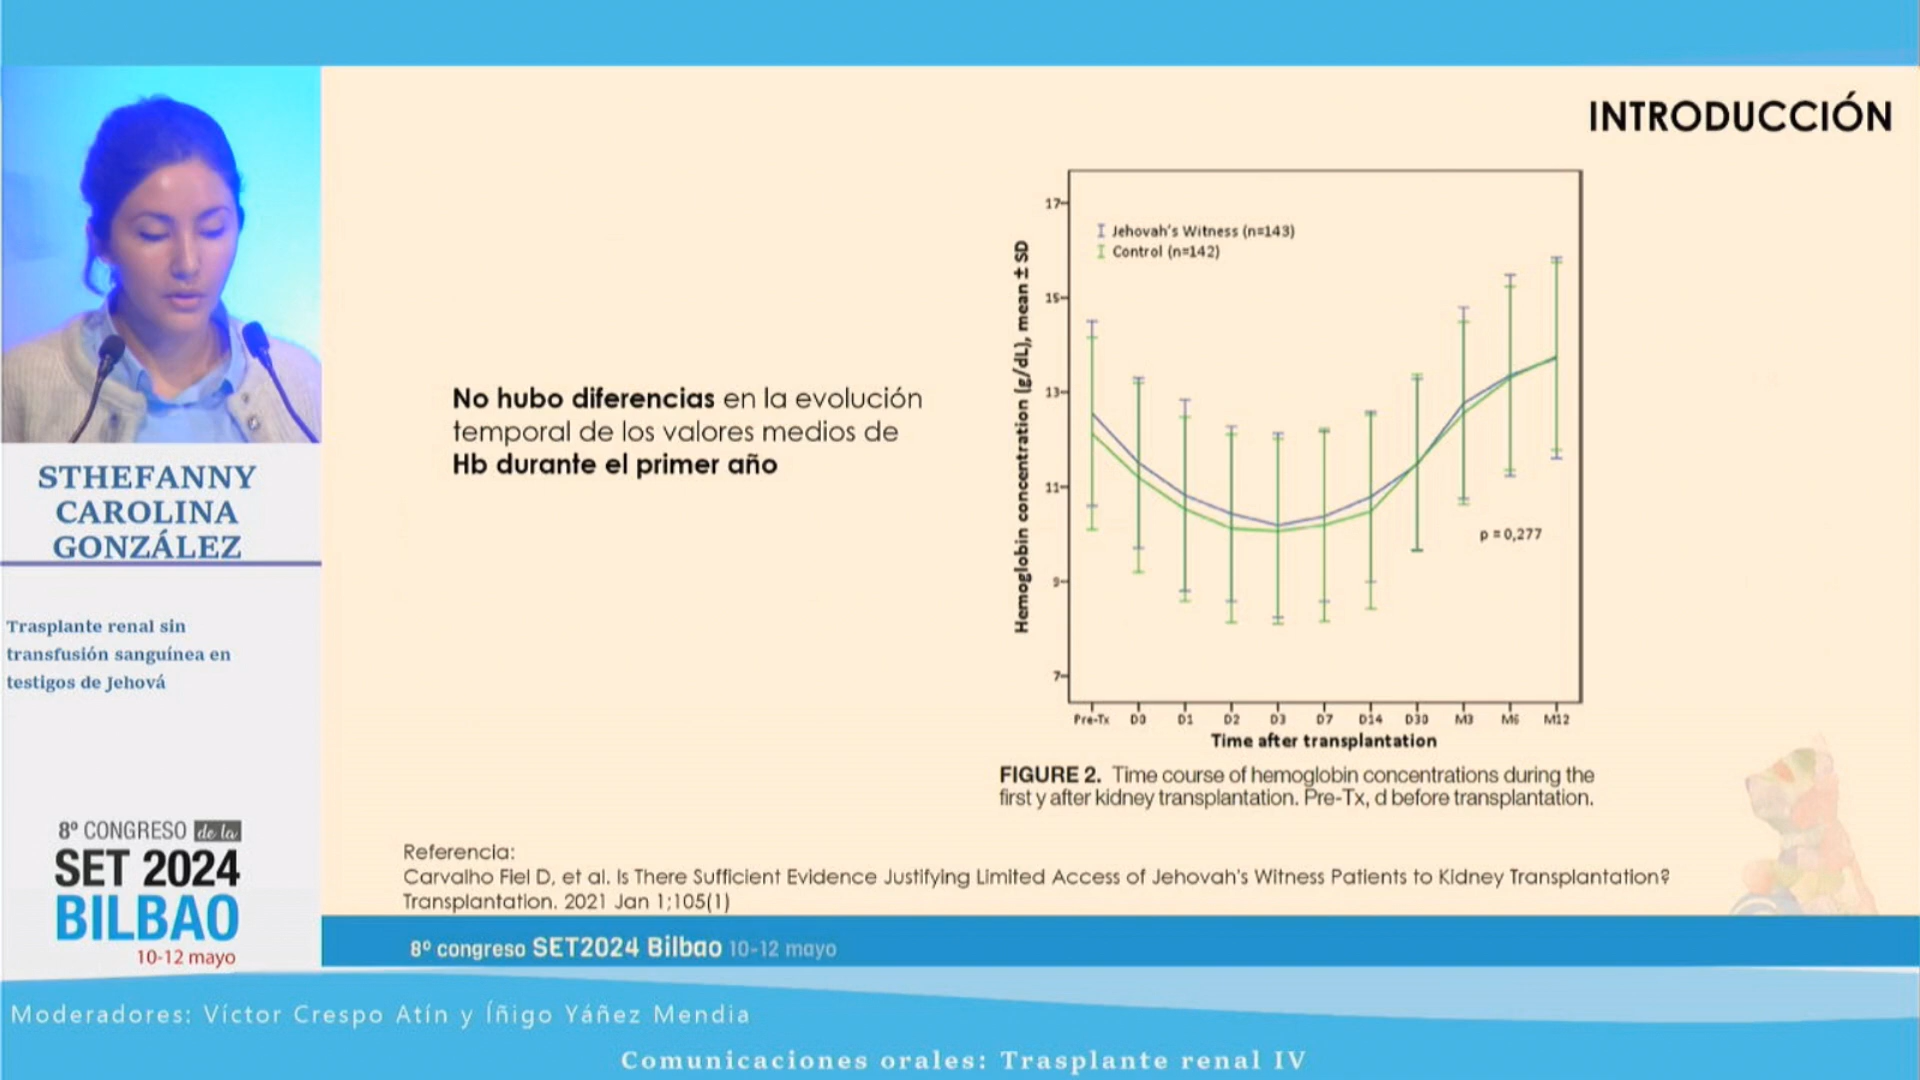 INTRODUCCIÓN
No hubo diferencias en la evolución
temporal de los valores medios de
Hb durante el primer año
Hemoglobin concentration (g/dL), mean ± SD
17
15
13
11
9
7
Jehovah's Witness (n=143)
Control (n=142)
p = 0,277
Pre-Tx D0 D1 D2 D3 D7 D14 D30 M3 M6 M12
Time after transplantation
FIGURE 2. Time course of hemoglobin concentrations during the
first y after kidney transplantation. Pre-Tx, d before transplantation.
Referencia:
Carvalho Fiel D, et al. Is There Sufficient Evidence Justifying Limited Access of Jehovah's Witness Patients to Kidney Transplantation?
Transplantation. 2021 Jan 1;105(1)
8º congreso SET2024 Bilbao 10-12 mayo
STHEFANNY
CAROLINA
GONZÁLEZ
Trasplante renal sin
transfusión sanguínea en
testigos de Jehová
8º CONGRESO de la
SET 2024
BILBAO
10-12 mayo
Moderadores: Víctor Crespo Atín y Íñigo Yáñez Mendia
Comunicaciones orales: Trasplante renal IV